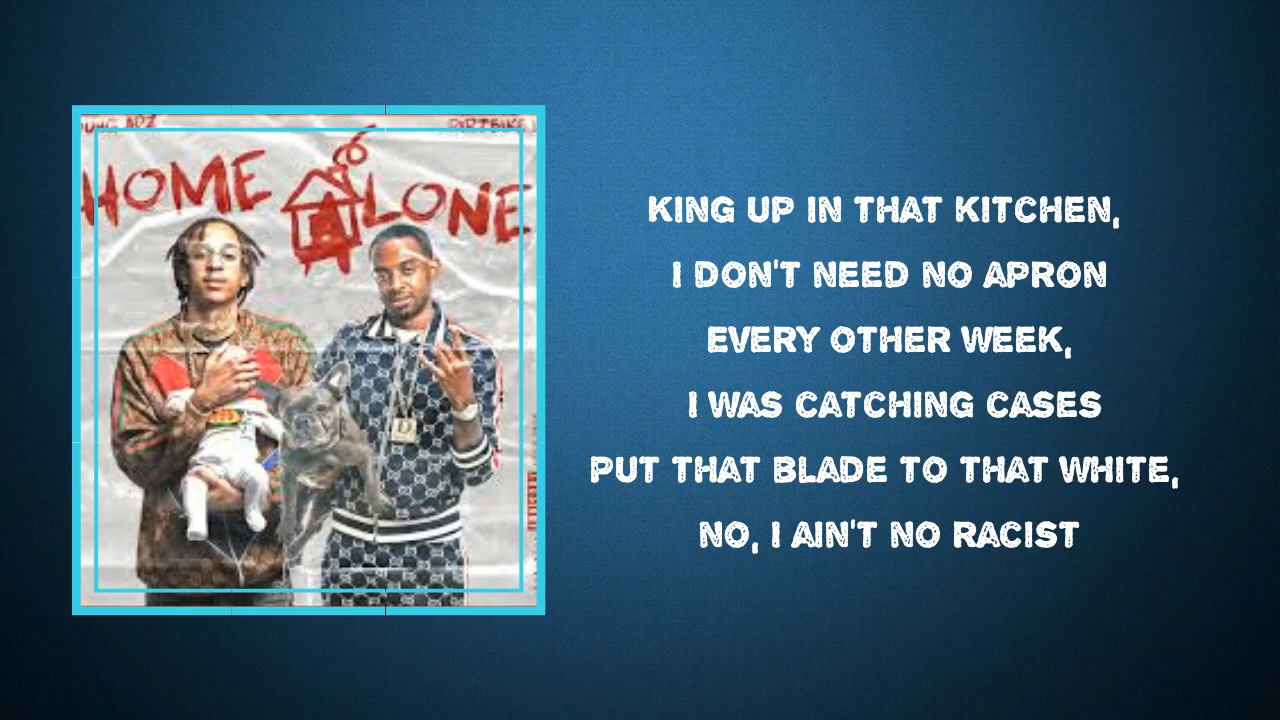 HOME ALONE
D
KING UP IN THAT KITCHEN,
I DON'T NEED NO APRON
EVERY OTHER WEEK,
I WAS CATCHING CASES
PUT THAT BLADE TO THAT WHITE,
NO, I AIN'T NO RACIST